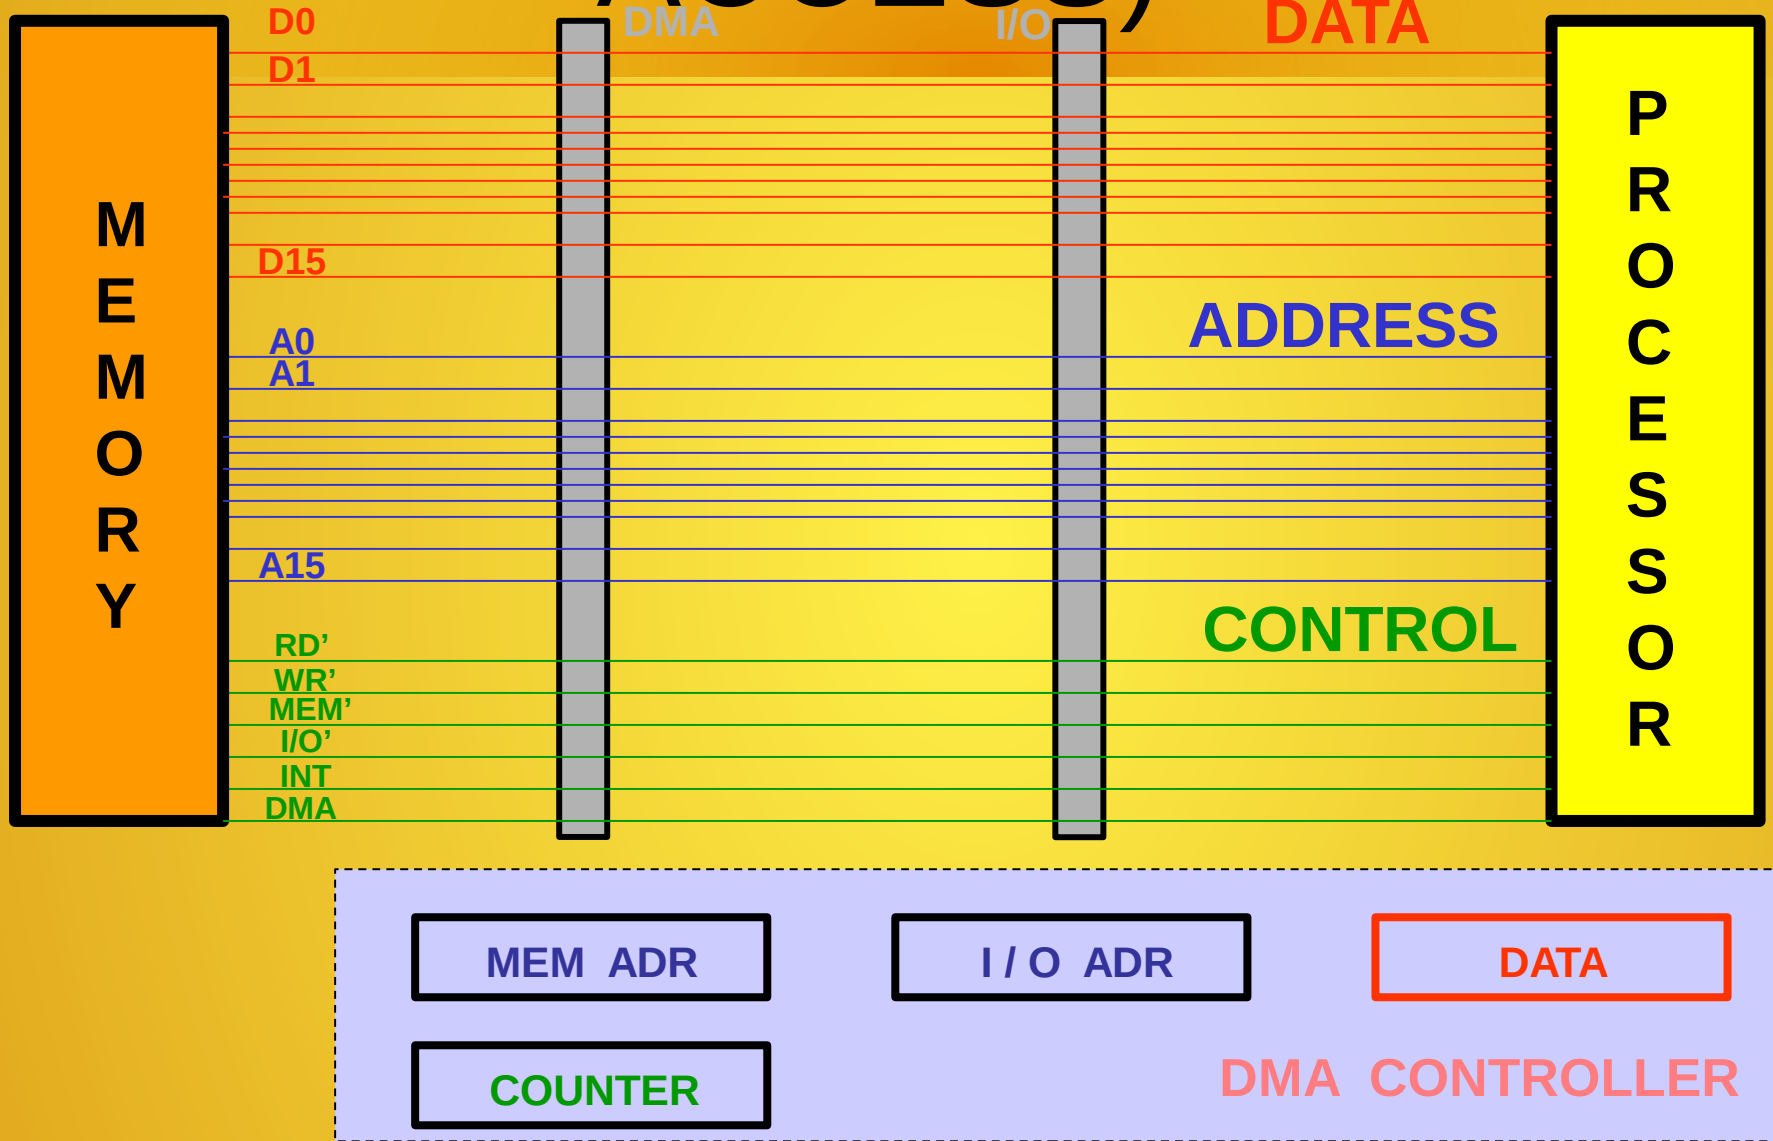 ACCESS)
D0
DMA
I/O
DATA
D1
D15
A0
A1
A15
ADDRESS
CONTROL
RD’
WR’
MEM’
I/O’
INT
DMA
M
E
M
O
R
Y
P
R
O
C
E
S
S
O
R
MEM ADR
I / O ADR
DATA
COUNTER
DMA CONTROLLER